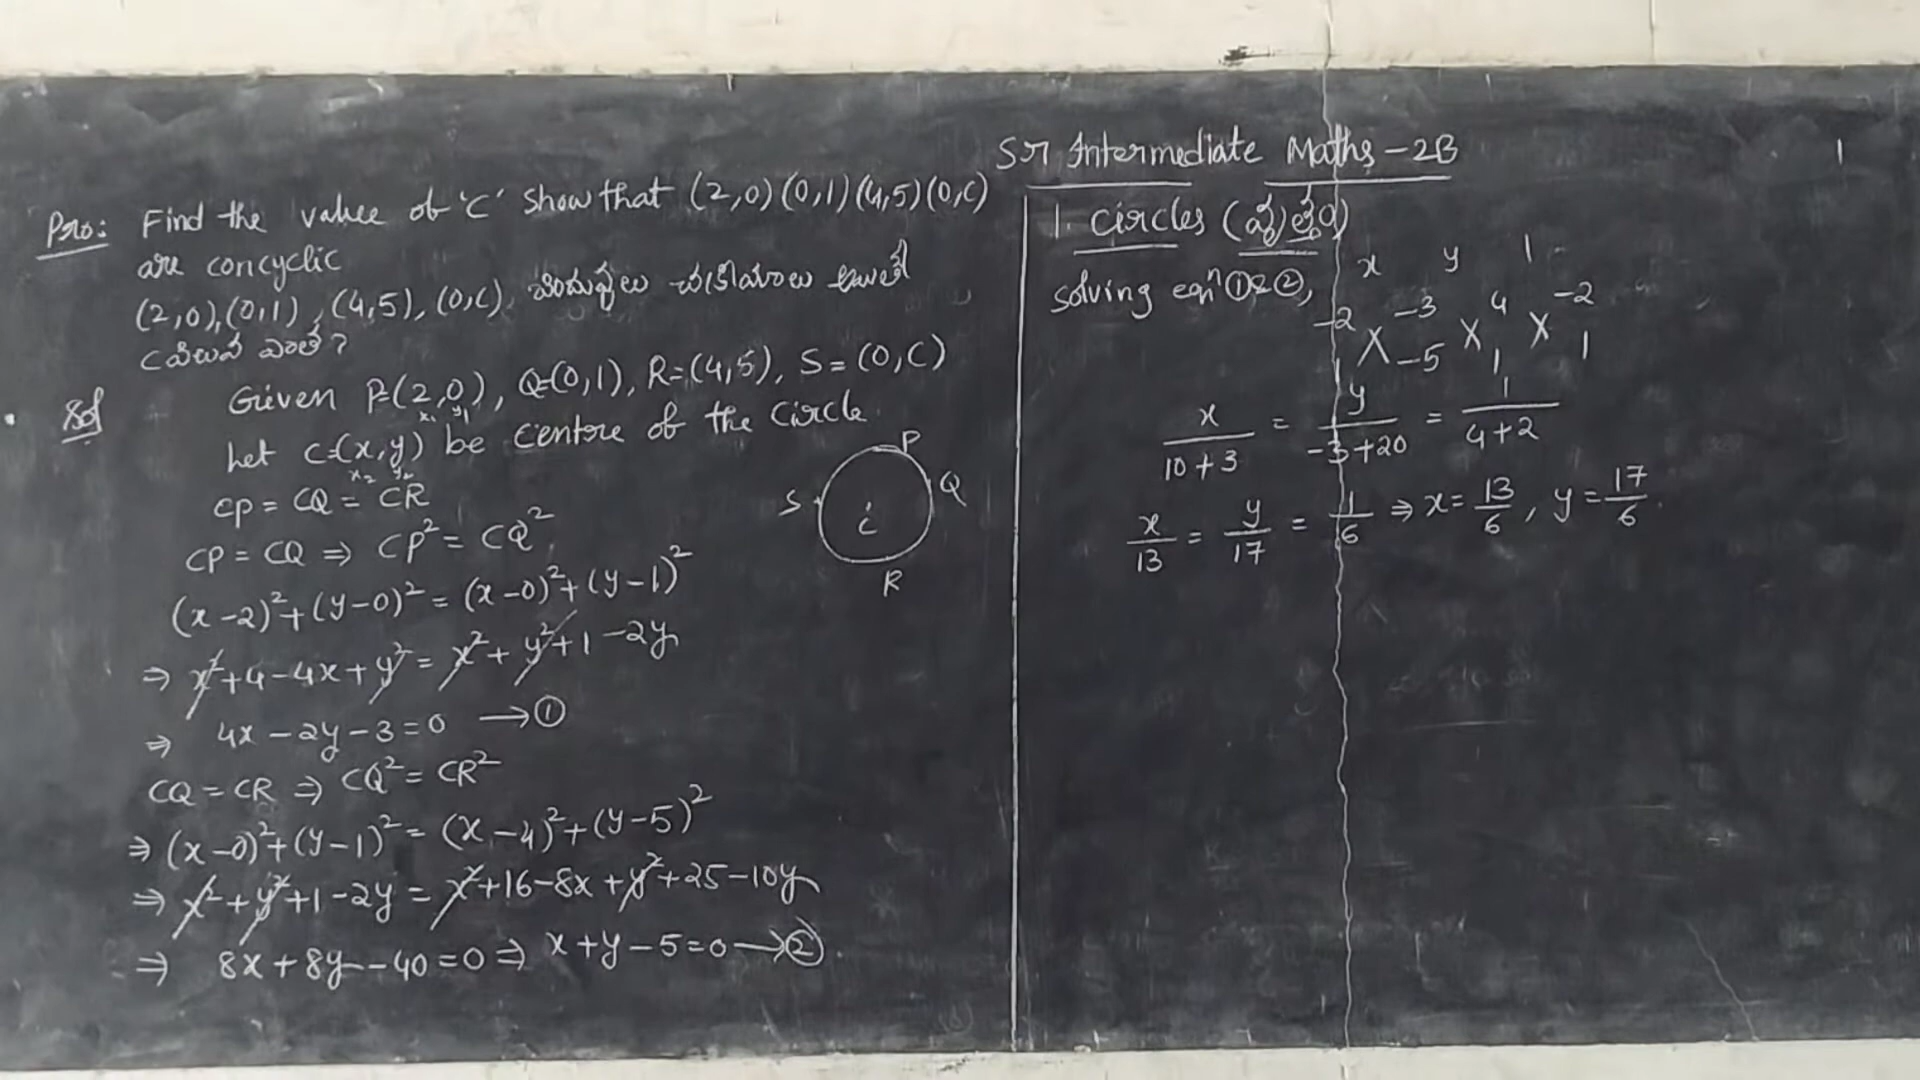 Sr Intermediate Maths - 2B
1
Pro: Find the value of 'C' Show that (2,0) (0,1) (4,5) (0,C)
are concyclic
(2,0), (0,1), (4,5), (0,C)
C విలువ ఎంత?
Sol Given P=(2,0), Q=(0,1), R=(4,5), S=(0,C)
x₁ y₁
Let C=(x,y) be centre of the circle
x₂ y₂
CP = CQ = CR
CP = CQ ⇒ CP² = CQ²
(x-2)²+(y-0)² = (x-0)²+(y-1)²
⇒ x²+4-4x+y² = x²+y²+1-2y
⇒ 4x-2y-3=0 →①
CQ = CR ⇒ CQ² = CR²
⇒ (x-0)²+(y-1)² = (x-4)²+(y-5)²
⇒ x²+y²+1-2y = x²+16-8x+y²+25-10y
⇒ 8x+8y-40=0 ⇒ x+y-5=0 →②
P
Q
S
C
R
1. circles (వృత్తం)
solving eqⁿ ① & ②, x y 1
-2 -3 4 -2
1 -5 1 1
x/(10+3) = y/(-3+20) = 1/(4+2)
x/13 = y/17 = 1/6 ⇒ x = 13/6, y = 17/6